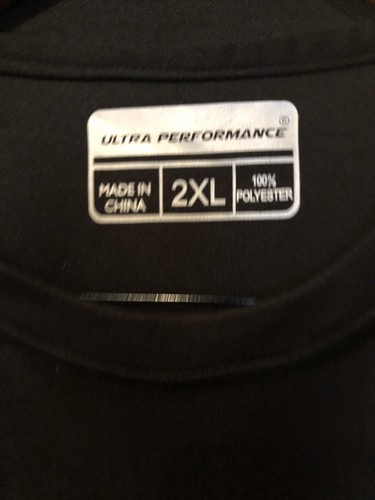 ULTRA PERFORMANCE®
MADE IN
CHINA
2XL
100%
POLYESTER